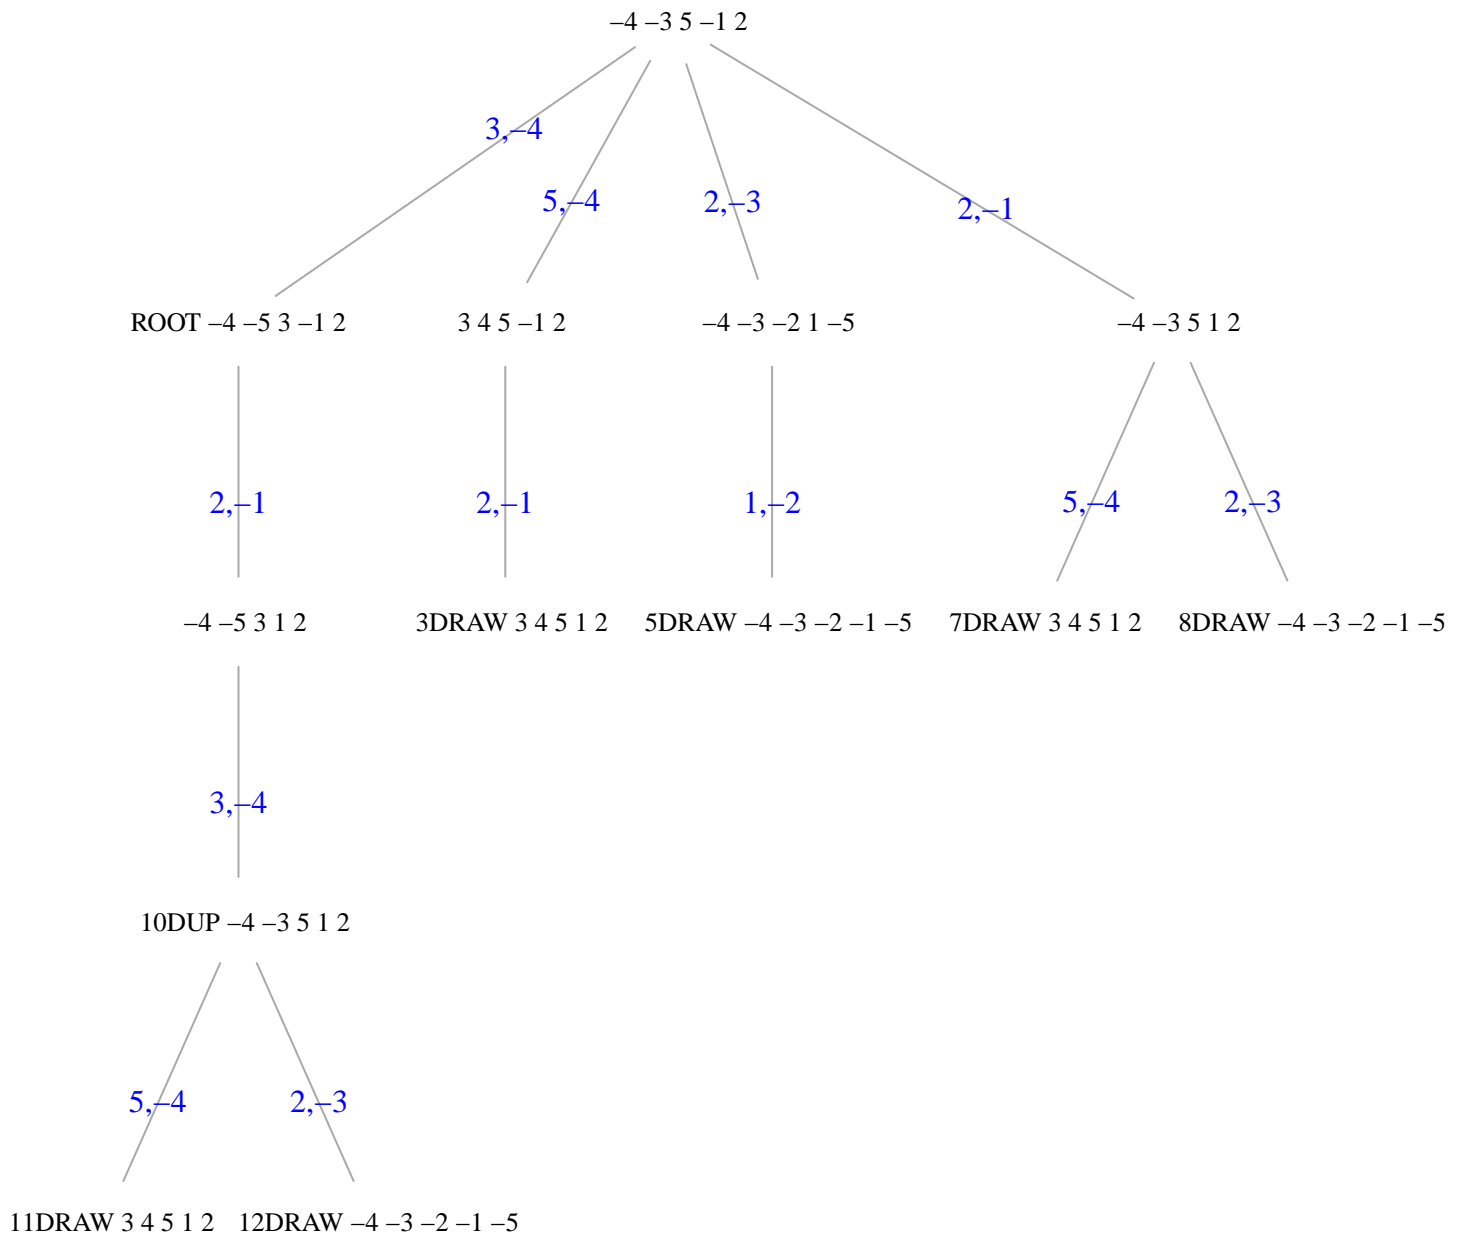 –4 –3 5 –1 2
3,–4
5,–4
2,–3
2,–1
ROOT –4 –5 3 –1 2
3 4 5 –1 2
–4 –3 –2 1 –5
–4 –3 5 1 2
2,–1
2,–1
1,–2
5,–4
2,–3
–4 –5 3 1 2
3DRAW 3 4 5 1 2
5DRAW –4 –3 –2 –1 –5
7DRAW 3 4 5 1 2
8DRAW –4 –3 –2 –1 –5
3,–4
10DUP –4 –3 5 1 2
5,–4
2,–3
11DRAW 3 4 5 1 2
12DRAW –4 –3 –2 –1 –5